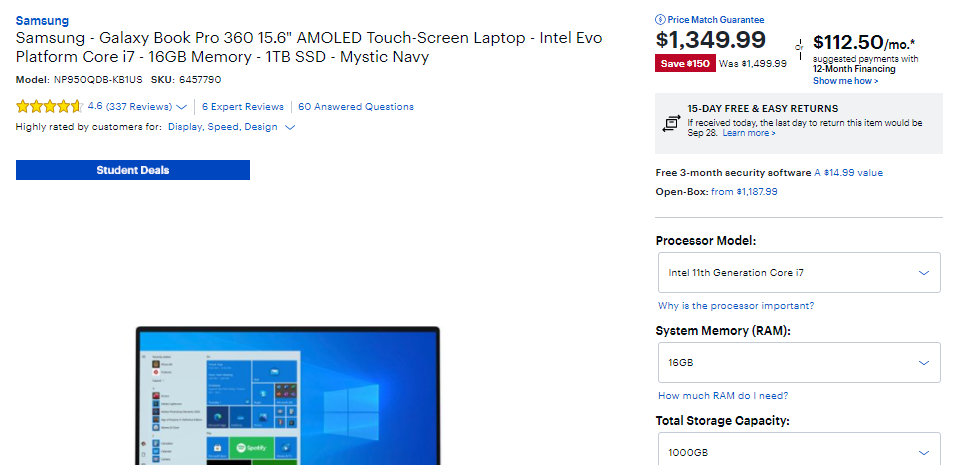 Samsung
Samsung - Galaxy Book Pro 360 15.6" AMOLED Touch-Screen Laptop - Intel Evo
Platform Core i7 - 16GB Memory - 1TB SSD - Mystic Navy
Model: NP950QDB-KB1US SKU: 6457790
4.6 (337 Reviews) 6 Expert Reviews 60 Answered Questions
Highly rated by customers for: Display, Speed, Design
Student Deals
Spotify
Price Match Guarantee
$1,349.99
Save $150 Was $1,499.99
Or
$112.50/mo.*
suggested payments with
12-Month Financing
Show me how >
15-DAY FREE & EASY RETURNS
If received today, the last day to return this item would be
Sep 28. Learn more >
Free 3-month security software A $14.99 value
Open-Box: from $1,187.99
Processor Model:
Intel 11th Generation Core i7
Why is the processor important?
System Memory (RAM):
16GB
How much RAM do I need?
Total Storage Capacity:
1000GB